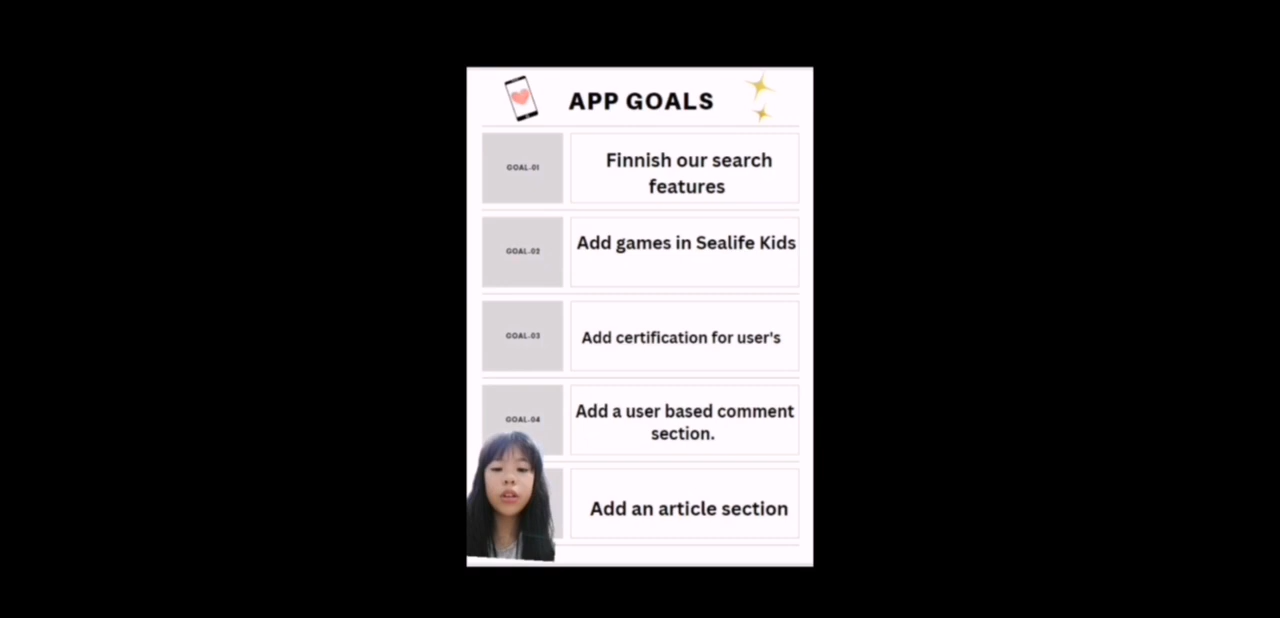 APP GOALS
GOAL-01
Finnish our search
features
GOAL-02
Add games in Sealife Kids
GOAL-03
Add certification for user's
GOAL-04
Add a user based comment
section.
Add an article section